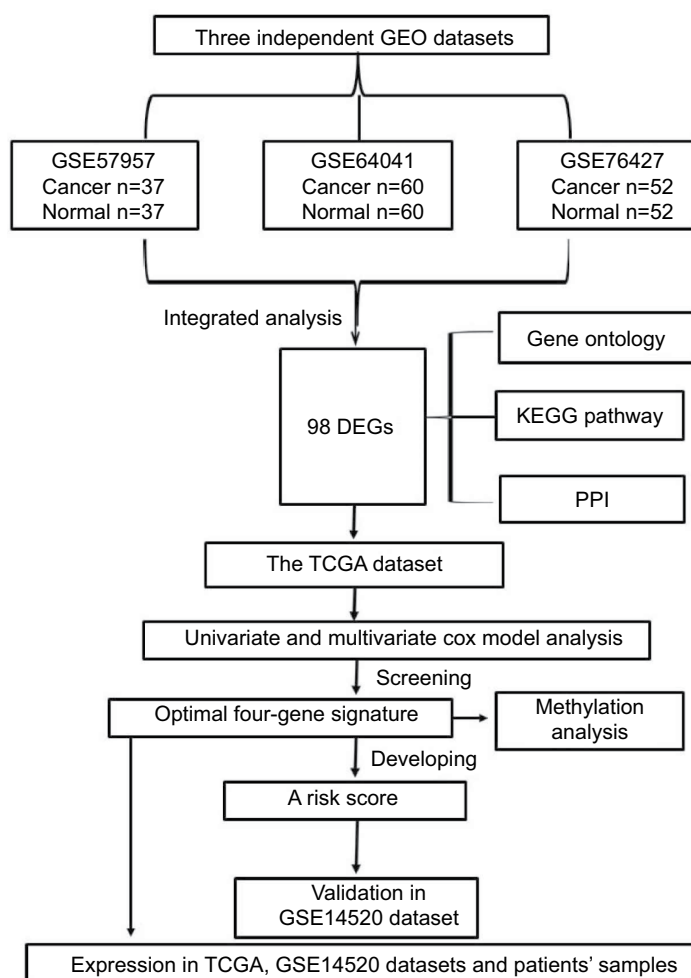 Three independent GEO datasets
GSE57957
Cancer n=37
Normal n=37
GSE64041
Cancer n=60
Normal n=60
GSE76427
Cancer n=52
Normal n=52
Integrated analysis
98 DEGs
Gene ontology
KEGG pathway
PPI
The TCGA dataset
Univariate and multivariate cox model analysis
Screening
Optimal four-gene signature
Methylation
analysis
Developing
A risk score
Validation in
GSE14520 dataset
Expression in TCGA, GSE14520 datasets and patients’ samples